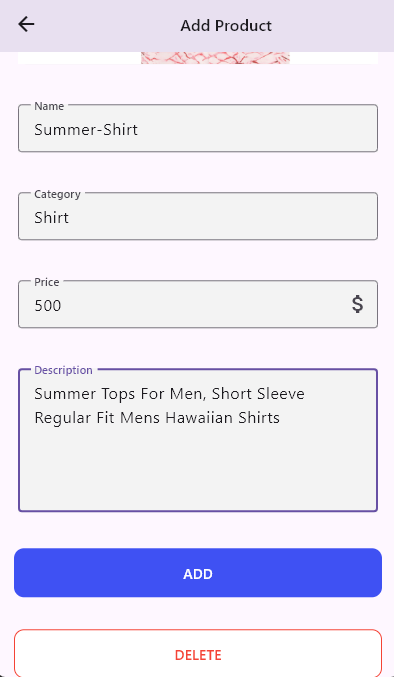 Add Product
Name
Summer-Shirt
Category
Shirt
Price
500
$
Description
Summer Tops For Men, Short Sleeve
Regular Fit Mens Hawaiian Shirts
ADD
DELETE